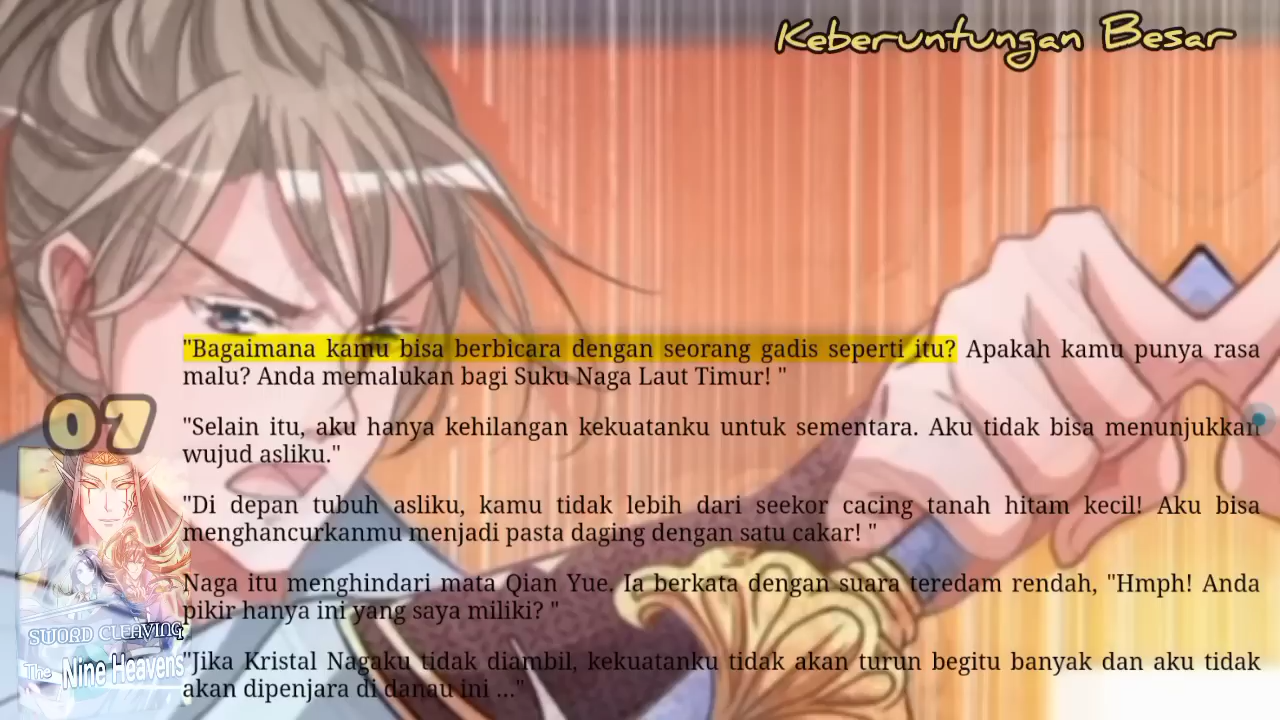 Keberuntungan Besar
"Bagaimana kamu bisa berbicara dengan seorang gadis seperti itu? Apakah kamu punya rasa
malu? Anda memalukan bagi Suku Naga Laut Timur! "
"Selain itu, aku hanya kehilangan kekuatanku untuk sementara. Aku tidak bisa menunjukkan
wujud asliku."
07
"Di depan tubuh asliku, kamu tidak lebih dari seekor cacing tanah hitam kecil! Aku bisa
menghancurkanmu menjadi pasta daging dengan satu cakar! "
Naga itu menghindari mata Qian Yue. Ia berkata dengan suara teredam rendah, "Hmph! Anda
pikir hanya ini yang saya miliki? "
"Jika Kristal Nagaku tidak diambil, kekuatanku tidak akan turun begitu banyak dan aku tidak
akan dipenjara di danau ini ..."
SWORD CLEAVING
The Nine Heavens